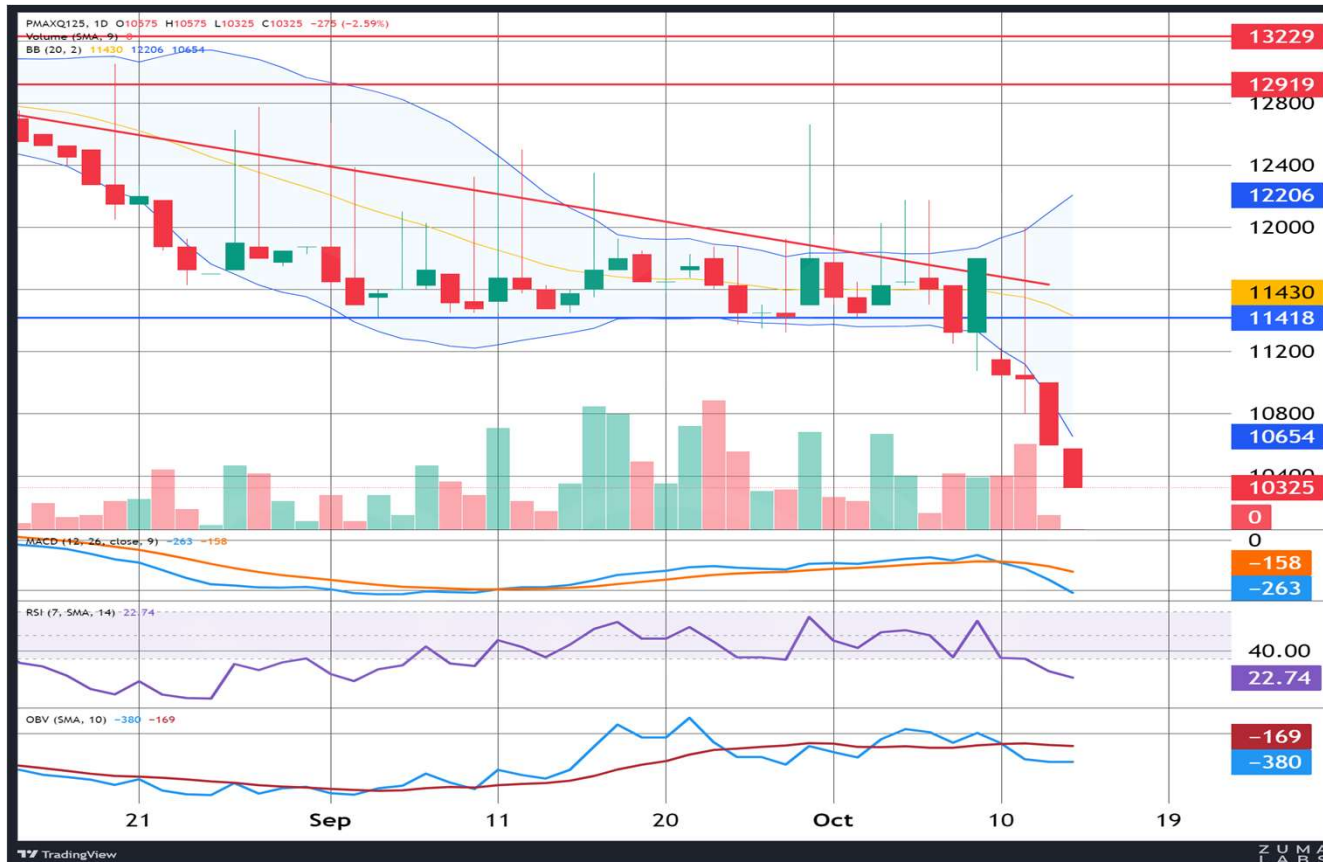 PMAXQ125, 1D O10575 H10575 L10325 C10325 −275 (−2.59%)
Volume (SMA, 9) 0
BB (20, 2) 11430 12206 10654
13229
12919
12800
12400
12206
12000
11430
11418
11200
10800
10654
10400
10325
0
MACD (12, 26, close, 9) −263 −158
0
−158
−263
RSI (7, SMA, 14) 22.74
40.00
22.74
OBV (SMA, 10) −380 −169
−169
−380
21 Sep 11 20 Oct 10 19
TradingView
ZUMA
LABS